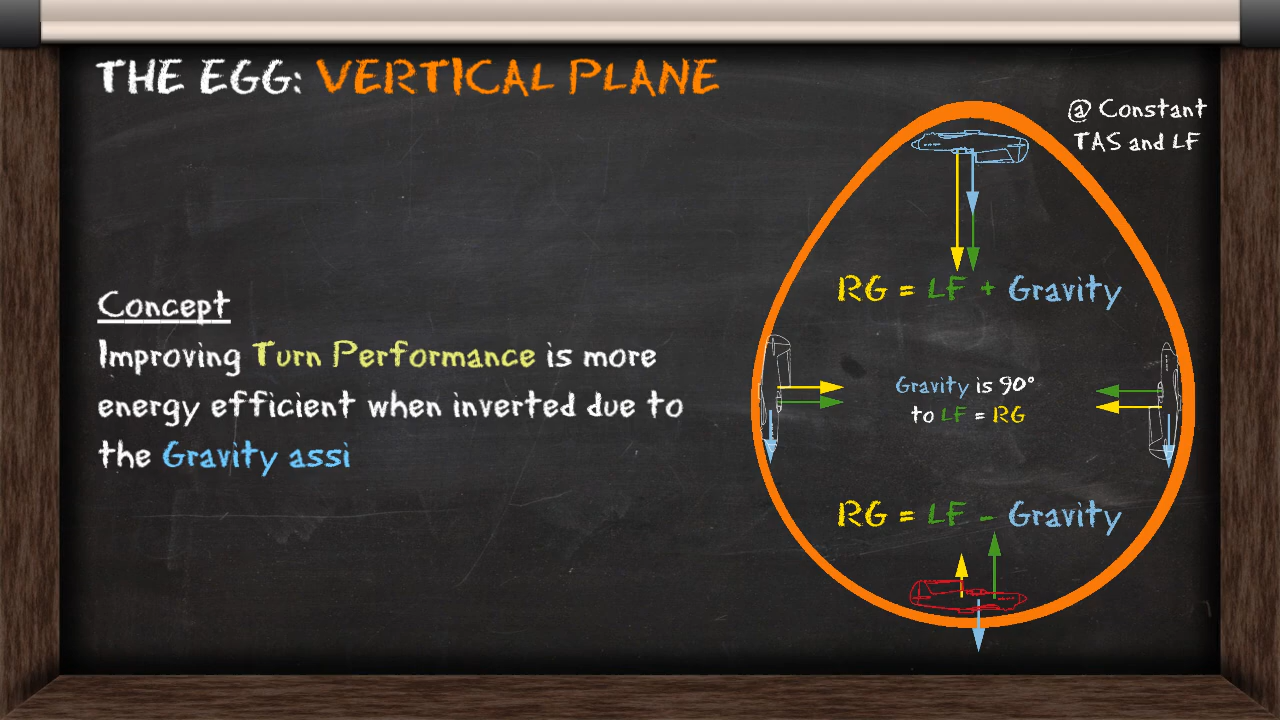 THE EGG: VERTICAL PLANE
@ Constant
TAS and LF
RG = LF + Gravity
Concept
Improving Turn Performance is more
energy efficient when inverted due to
the Gravity assi
Gravity is 90°
to LF = RG
RG = LF - Gravity